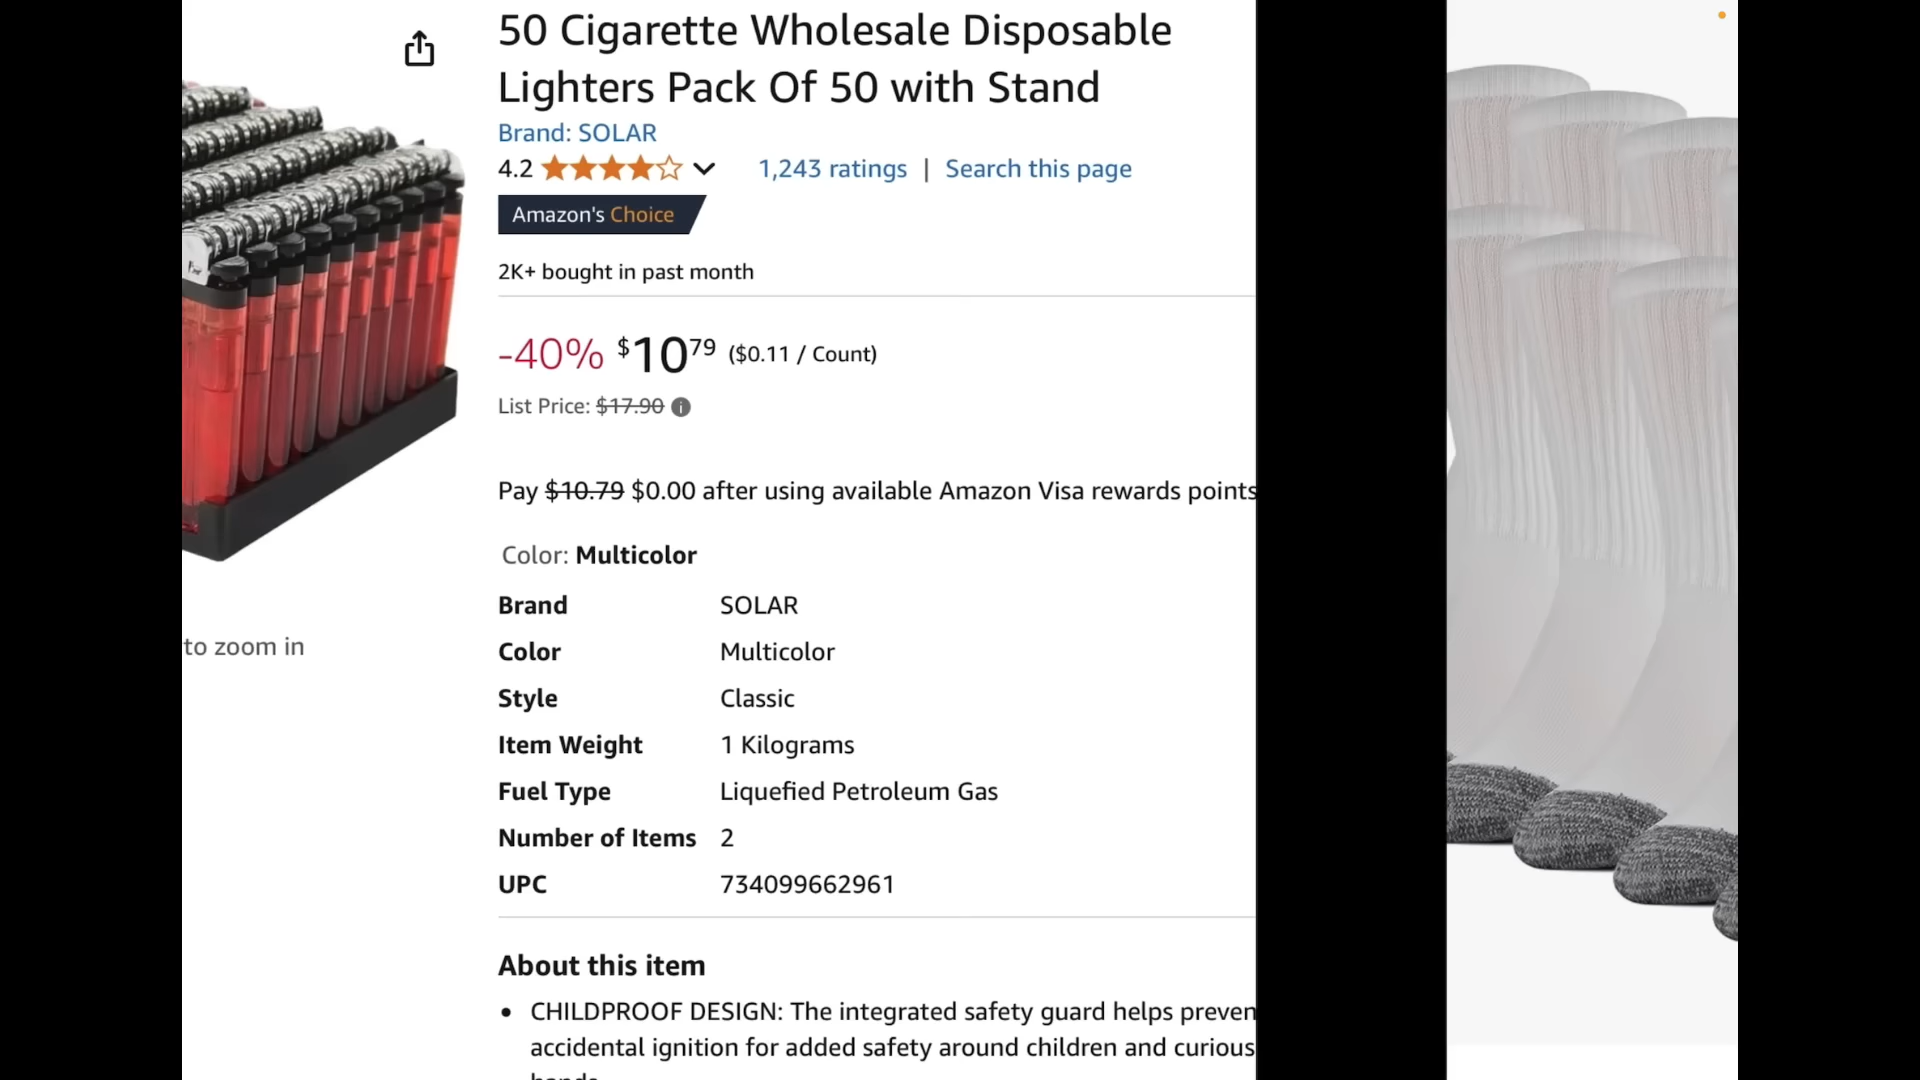 50 Cigarette Wholesale Disposable
Lighters Pack Of 50 with Stand
Brand: SOLAR
4.2 1,243 ratings | Search this page
Amazon's Choice
2K+ bought in past month
-40% $10 79 ($0.11 / Count)
List Price: $17.90
Pay $10.79 $0.00 after using available Amazon Visa rewards points
Color: Multicolor
Brand SOLAR
Color Multicolor
to zoom in
Style Classic
Item Weight 1 Kilograms
Fuel Type Liquefied Petroleum Gas
Number of Items 2
UPC 734099662961
About this item
• CHILDPROOF DESIGN: The integrated safety guard helps preven
accidental ignition for added safety around children and curious